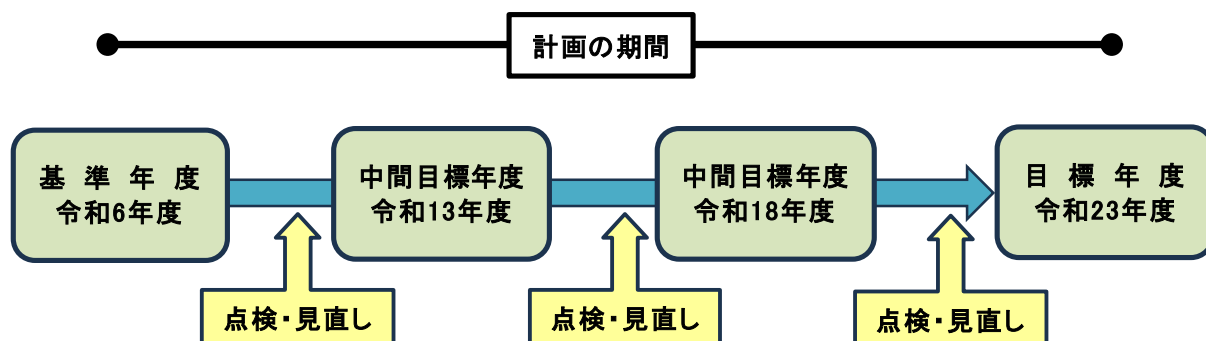 計画の期間
基準年度
令和6年度
中間目標年度
令和13年度
中間目標年度
令和18年度
目標年度
令和23年度
点検・見直し
点検・見直し
点検・見直し